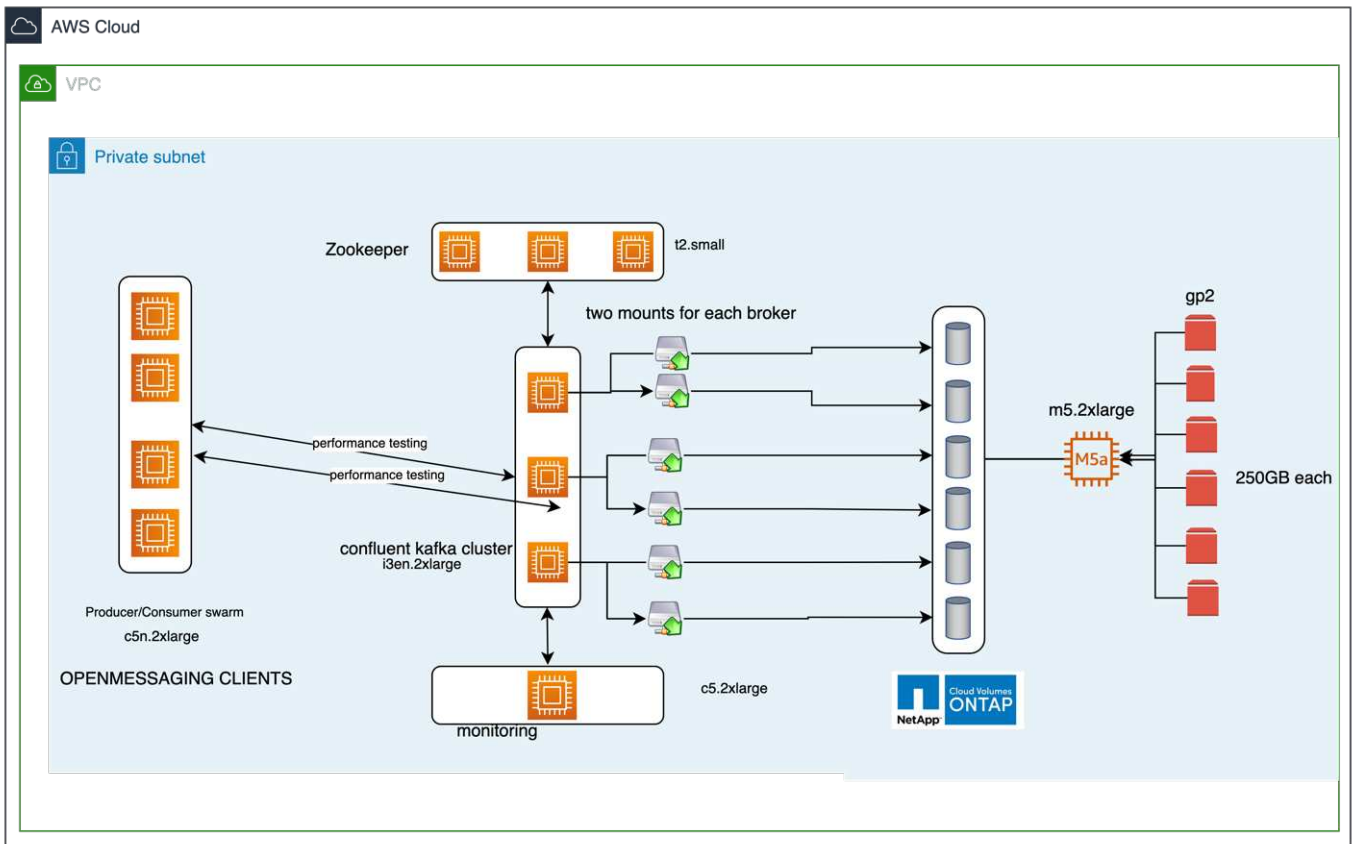 AWS Cloud
VPC
Private subnet
Zookeeper
t2.small
two mounts for each broker
gp2
m5.2xlarge
M5a
250GB each
performance testing
performance testing
confluent kafka cluster
i3en.2xlarge
Producer/Consumer swarm
c5n.2xlarge
OPENMESSAGING CLIENTS
c5.2xlarge
monitoring
NetApp
Cloud Volumes
ONTAP